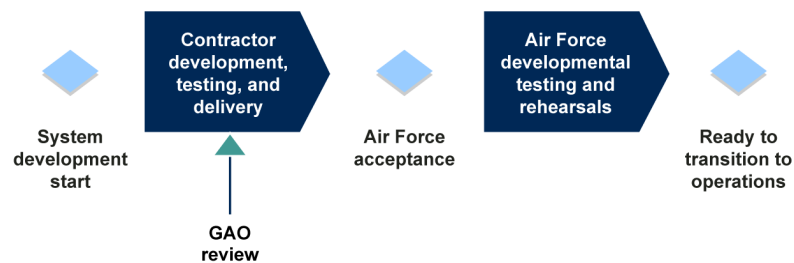 Contractor
development,
testing, and
delivery
Air Force
developmental
testing and
rehearsals
System
development
start
Air Force
acceptance
Ready to
transition to
operations
GAO
review